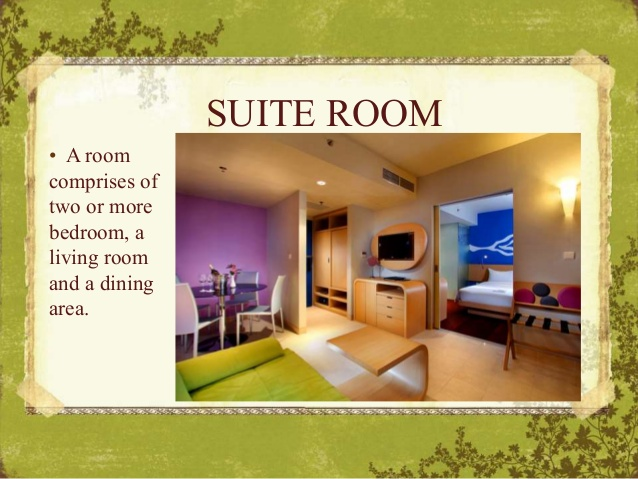 SUITE ROOM
• A room
comprises of
two or more
bedroom, a
living room
and a dining
area.